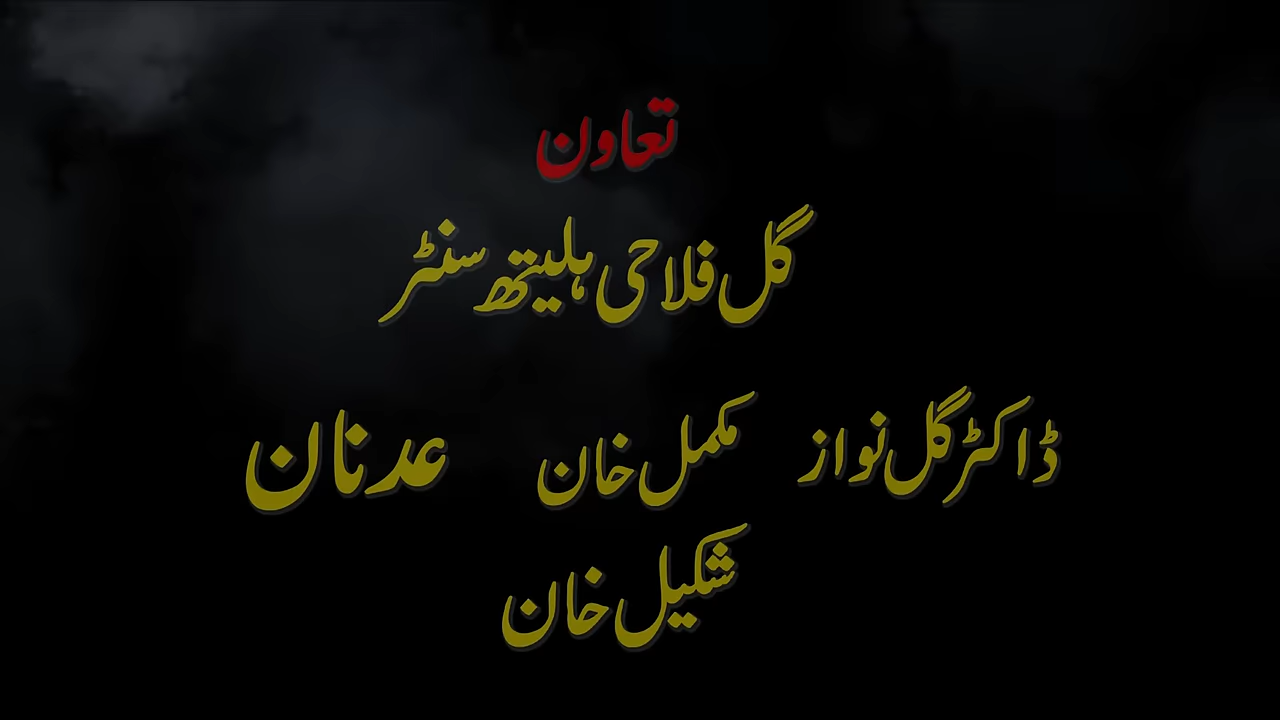 تعاون
گل فلاحی ہلیتھ سنٹر
ڈاکٹر گل نواز مکمل خان عدنان
شکیل خان